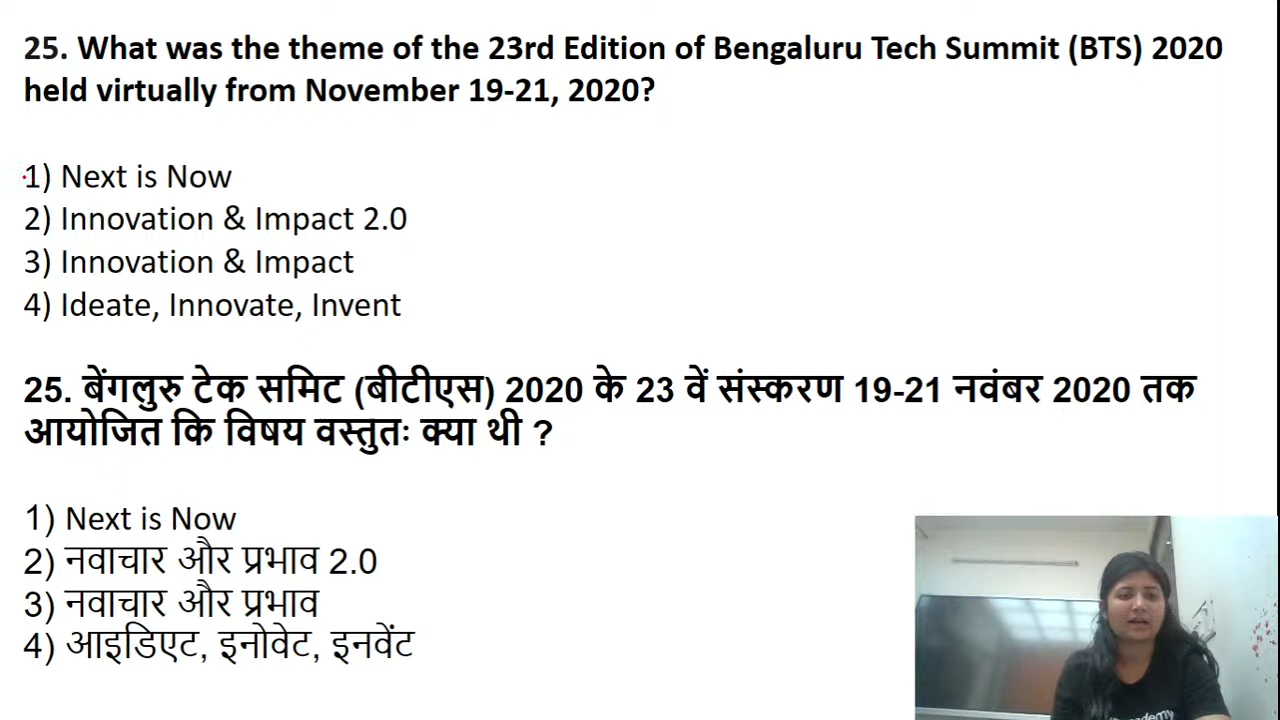 25. What was the theme of the 23rd Edition of Bengaluru Tech Summit (BTS) 2020
held virtually from November 19-21, 2020?
1) Next is Now
2) Innovation & Impact 2.0
3) Innovation & Impact
4) Ideate, Innovate, Invent
25. बेंगलुरु टेक समिट (बीटीएस) 2020 के 23 वें संस्करण 19-21 नवंबर 2020 तक
आयोजित कि विषय वस्तुतः क्या थी ?
1) Next is Now
2) नवाचार और प्रभाव 2.0
3) नवाचार और प्रभाव
4) आइडिएट, इनोवेट, इनवेंट